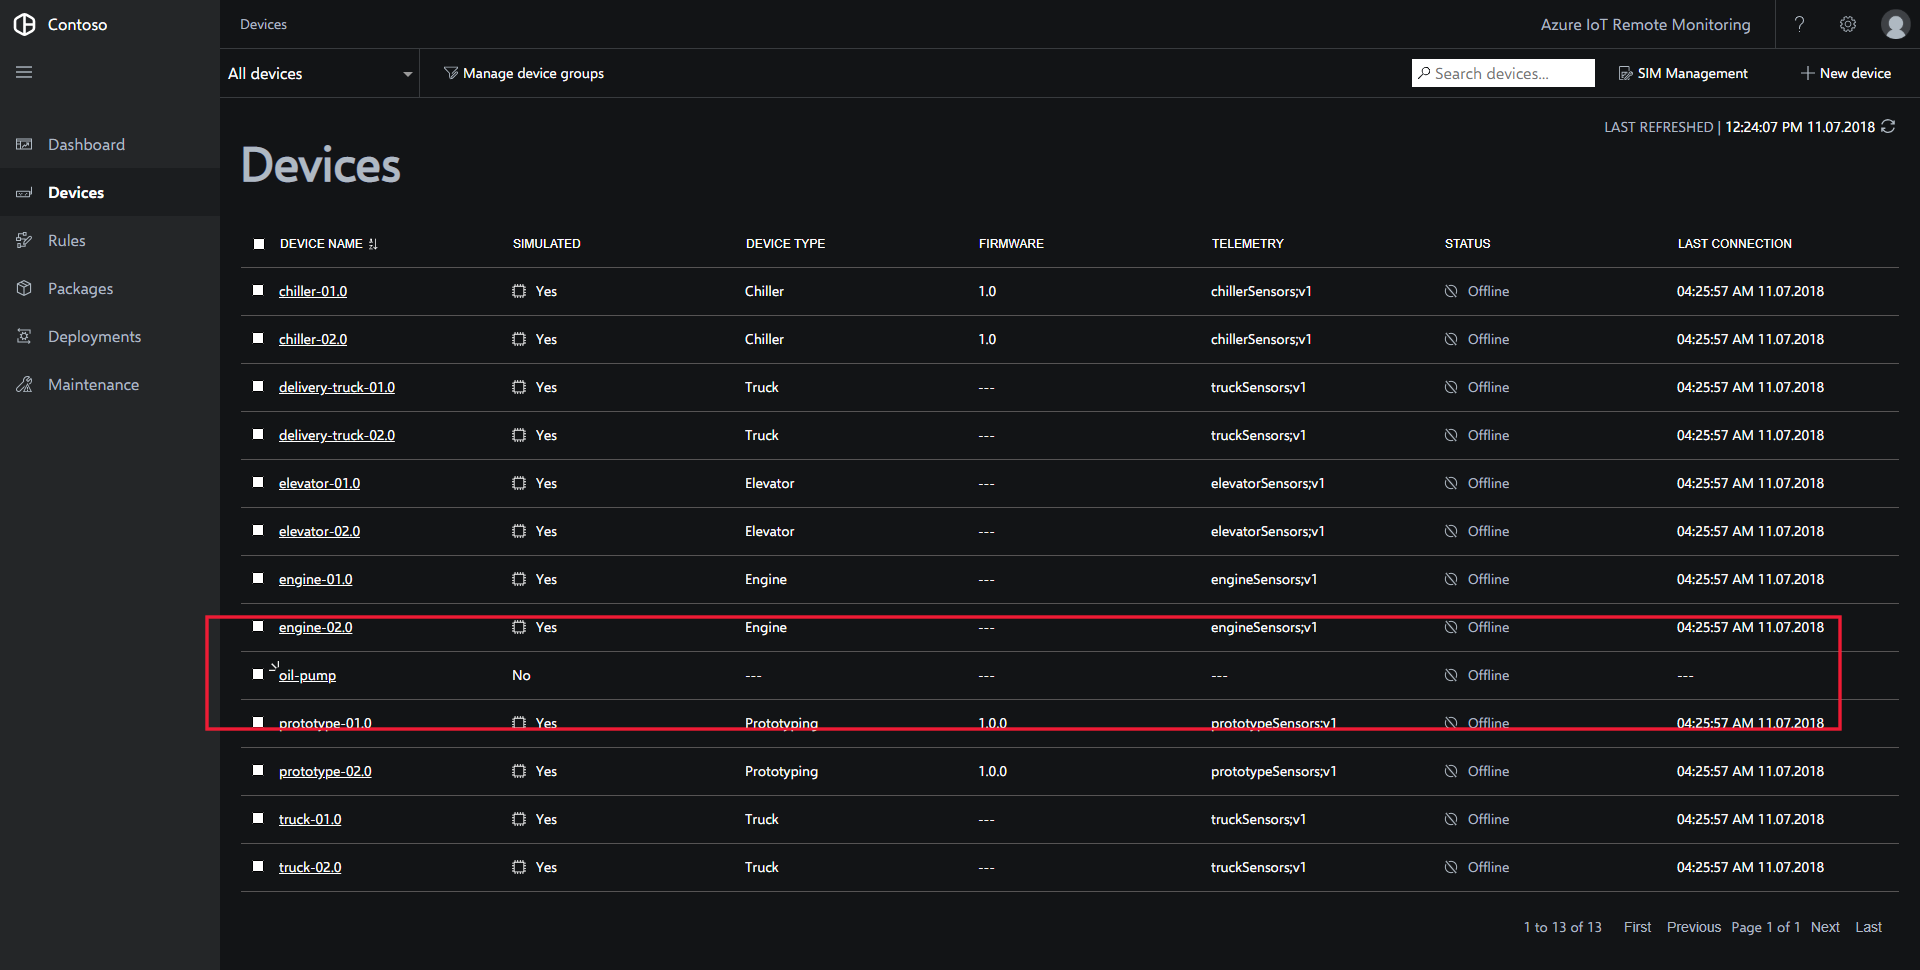 Contoso
Devices
Azure IoT Remote Monitoring
?
All devices
Manage device groups
Search devices...
SIM Management
New device
Dashboard
Devices
Rules
Packages
Deployments
Maintenance
LAST REFRESHED | 12:24:07 PM 11.07.2018
Devices
DEVICE NAME SIMULATED DEVICE TYPE FIRMWARE TELEMETRY STATUS LAST CONNECTION
chiller-01.0 Yes Chiller 1.0 chillerSensors;v1 Offline 04:25:57 AM 11.07.2018
chiller-02.0 Yes Chiller 1.0 chillerSensors;v1 Offline 04:25:57 AM 11.07.2018
delivery-truck-01.0 Yes Truck --- truckSensors;v1 Offline 04:25:57 AM 11.07.2018
delivery-truck-02.0 Yes Truck --- truckSensors;v1 Offline 04:25:57 AM 11.07.2018
elevator-01.0 Yes Elevator --- elevatorSensors;v1 Offline 04:25:57 AM 11.07.2018
elevator-02.0 Yes Elevator --- elevatorSensors;v1 Offline 04:25:57 AM 11.07.2018
engine-01.0 Yes Engine --- engineSensors;v1 Offline 04:25:57 AM 11.07.2018
engine-02.0 Yes Engine --- engineSensors;v1 Offline 04:25:57 AM 11.07.2018
oil-pump No --- --- --- Offline ---
prototype-01.0 Yes Prototyping 1.0.0 prototypeSensors;v1 Offline 04:25:57 AM 11.07.2018
prototype-02.0 Yes Prototyping 1.0.0 prototypeSensors;v1 Offline 04:25:57 AM 11.07.2018
truck-01.0 Yes Truck --- truckSensors;v1 Offline 04:25:57 AM 11.07.2018
truck-02.0 Yes Truck --- truckSensors;v1 Offline 04:25:57 AM 11.07.2018
1 to 13 of 13 First Previous Page 1 of 1 Next Last